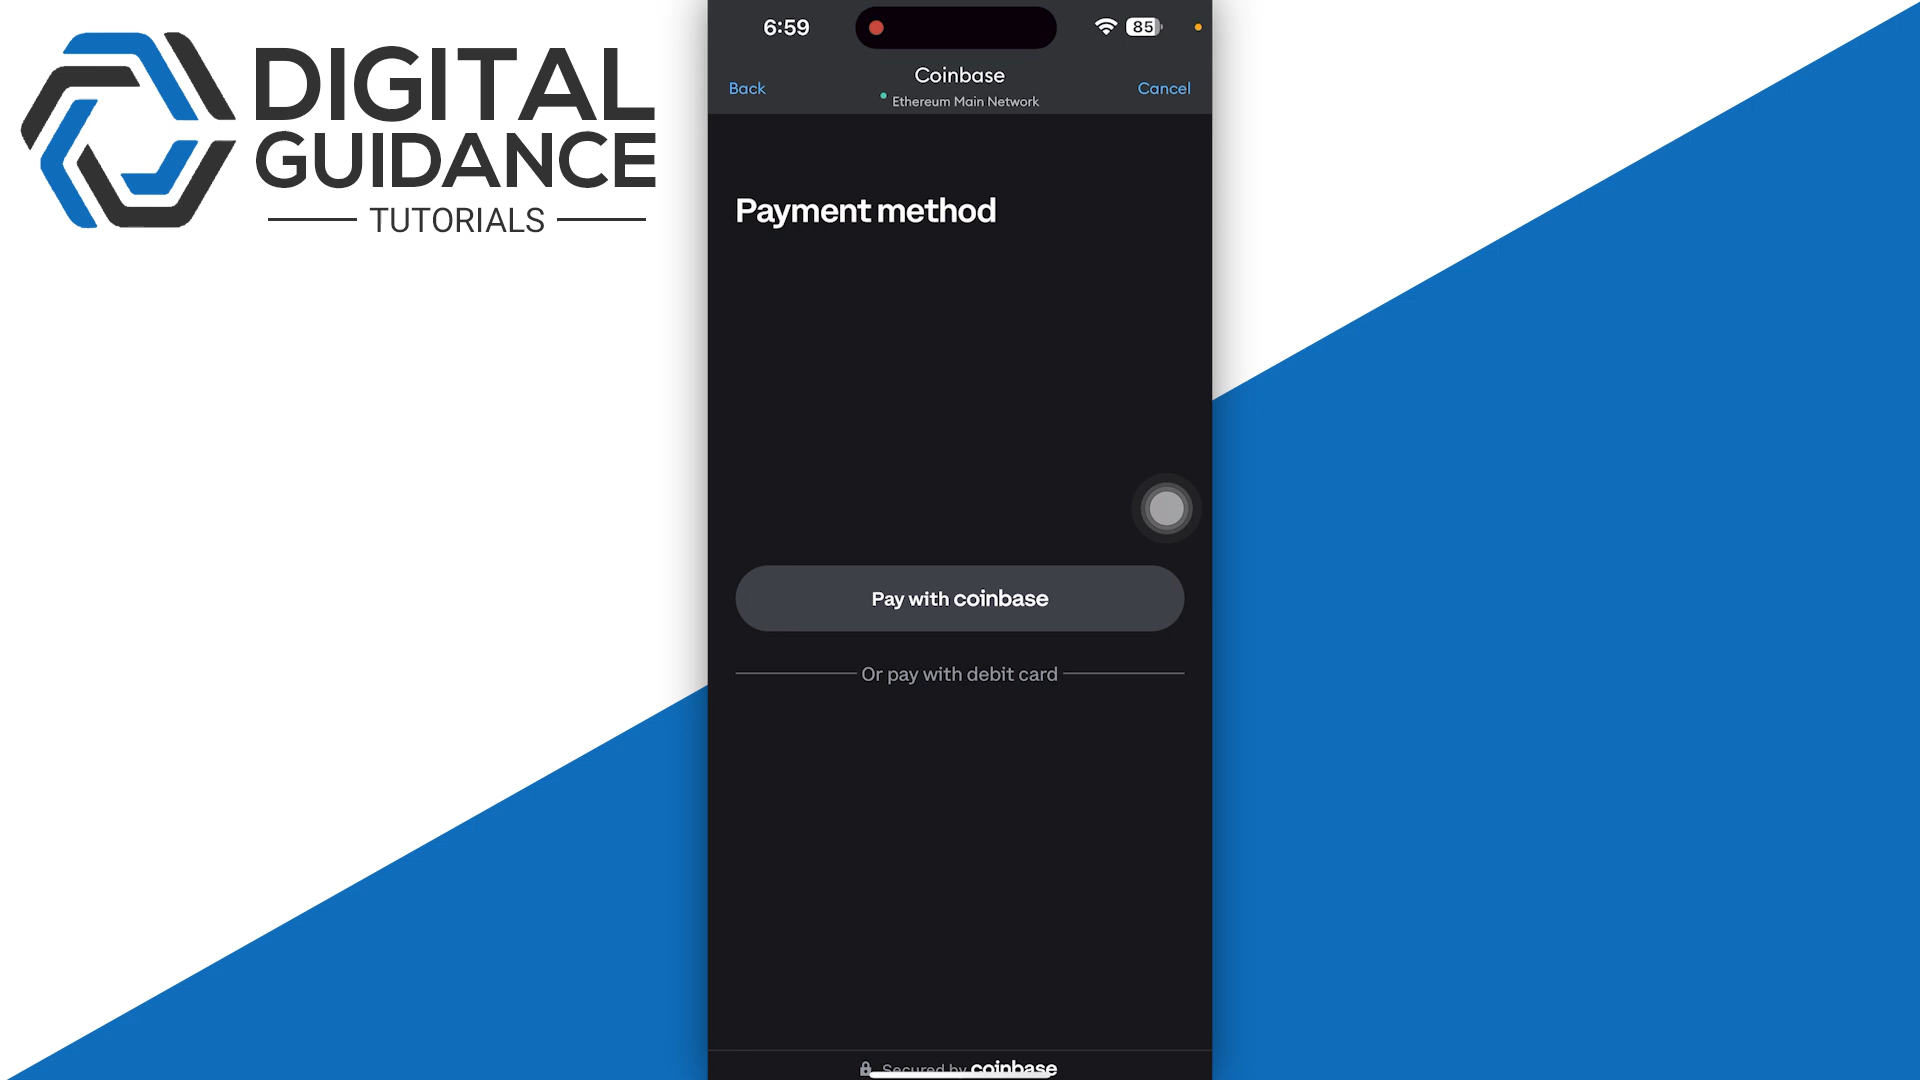 DIGITAL
GUIDANCE
TUTORIALS
6:59
85
Back
Coinbase
Ethereum Main Network
Cancel
Payment method
Pay with coinbase
Or pay with debit card
Secured by coinbase